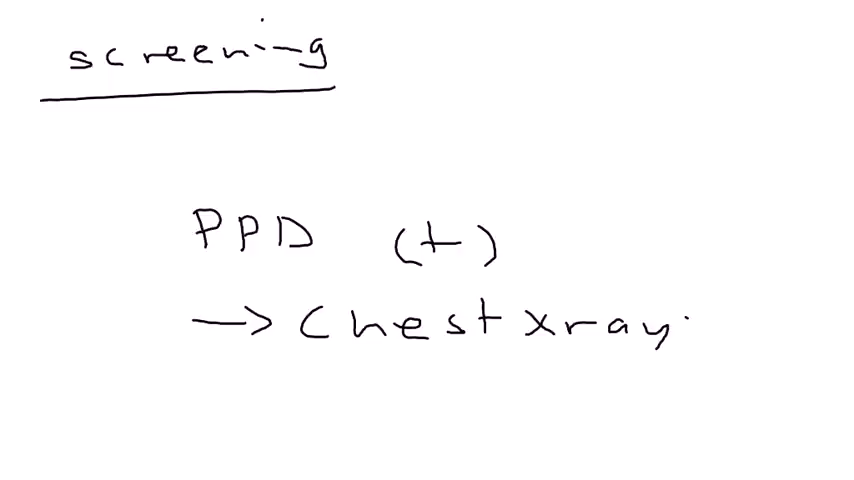 screening
PPD (+)
→ Chest xray